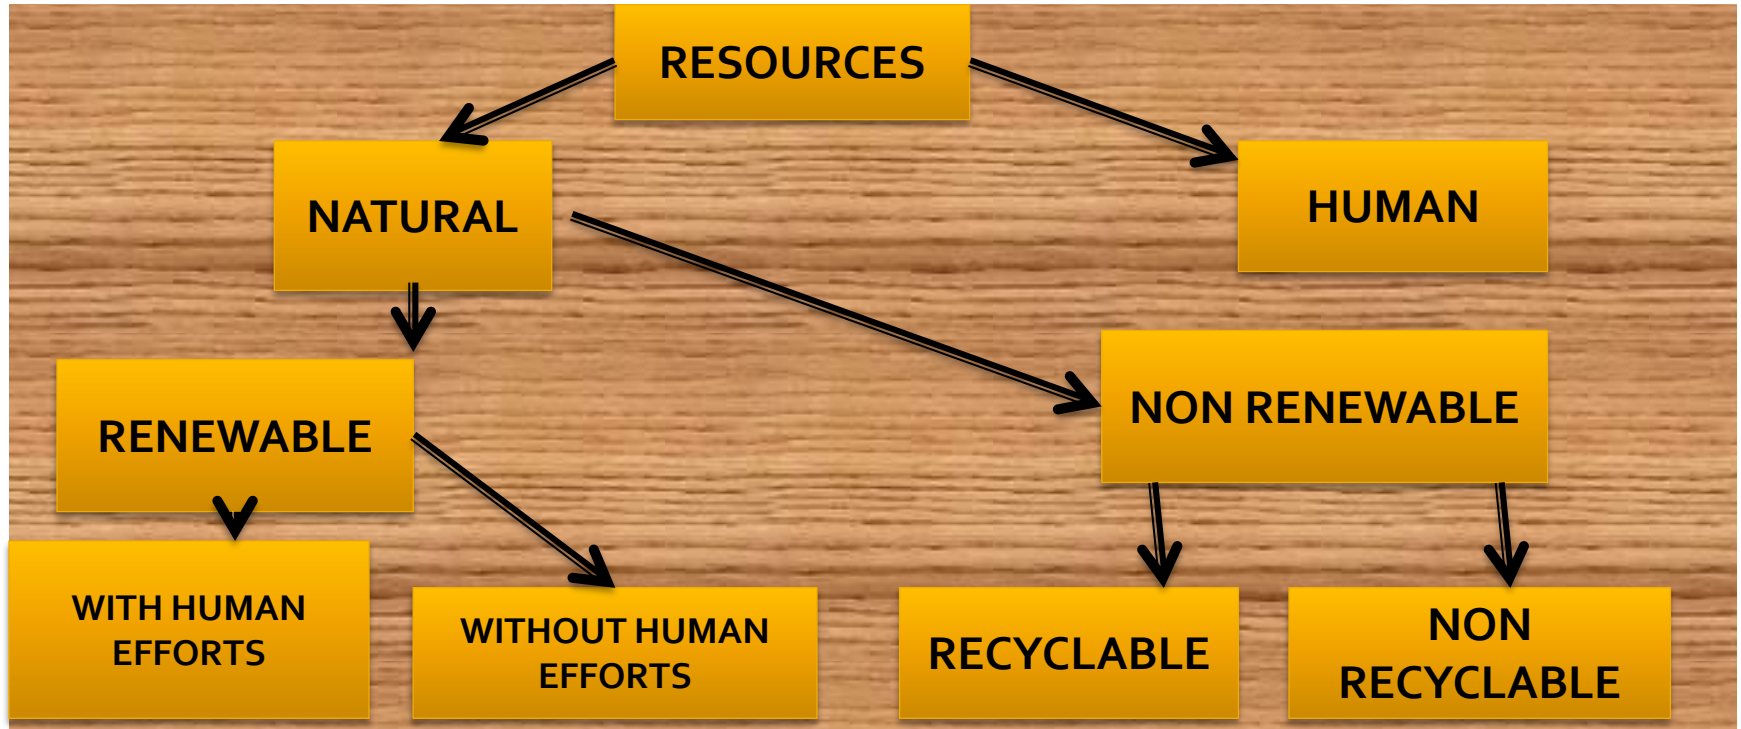 RESOURCES
NATURAL
HUMAN
RENEWABLE
NON RENEWABLE
WITH HUMAN
EFFORTS
WITHOUT HUMAN
EFFORTS
RECYCLABLE
NON
RECYCLABLE